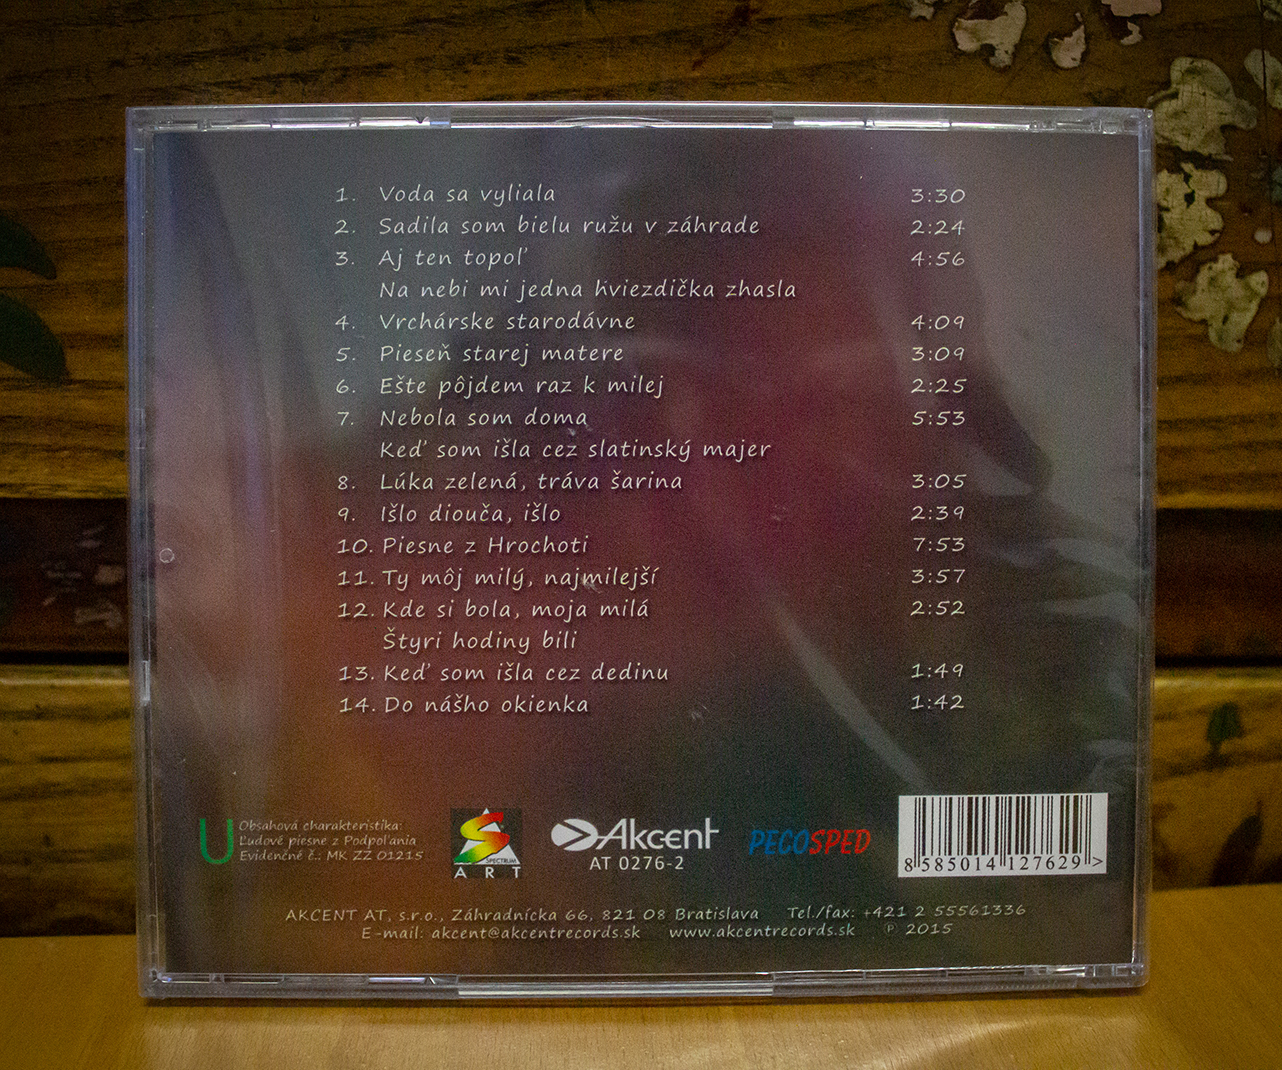 1. Voda sa vyliala 3:30
2. Sadila som bielu ružu v záhrade 2:24
3. Aj ten topoľ 4:56
Na nebi mi jedna hviezdička zhasla
4. Vrchárske starodávne 4:09
5. Pieseň starej matere 3:09
6. Ešte pôjdem raz k milej 2:25
7. Nebola som doma 5:53
Keď som išla cez slatinský majer
8. Lúka zelená, tráva šarina 3:05
9. Išlo diouča, išlo 2:39
10. Piesne z Hrochoti 7:53
11. Ty môj milý, najmilejší 3:57
12. Kde si bola, moja milá 2:52
Štyri hodiny bili
13. Keď som išla cez dedinu 1:49
14. Do nášho okienka 1:42
U Obsahová charakteristika:
Ľudové piesne z Podpoľania
Evidenčné č.: MK ZZ 01215
S
SPECTRUM
ART
Akcent
AT 0276-2
PECOSPED
8 585014 127629 >
AKCENT AT, s.r.o., Záhradnícka 66, 821 08 Bratislava Tel./fax: +421 2 55561336
E-mail: akcent@akcentrecords.sk www.akcentrecords.sk ℗ 2015